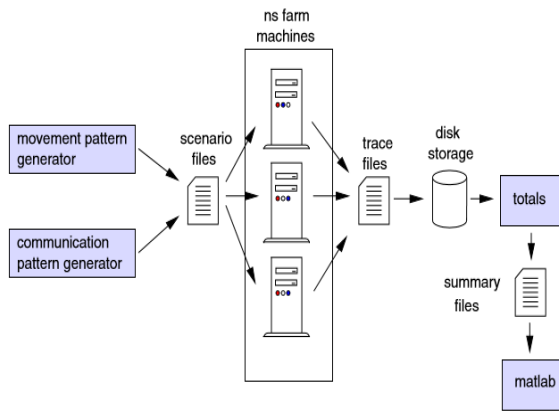 ns farm
machines
movement pattern
generator
scenario
files
trace
files
disk
storage
totals
communication
pattern generator
summary
files
matlab